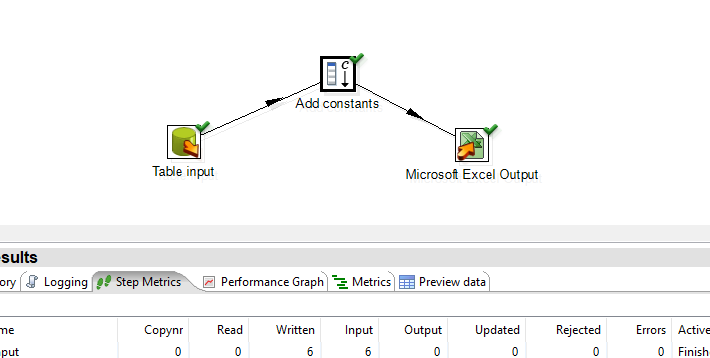 C
Add constants
Table input
Microsoft Excel Output
esults
ory Logging Step Metrics Performance Graph Metrics Preview data
me Copynr Read Written Input Output Updated Rejected Errors Active
nput 0 0 6 6 0 0 0 0 Finish